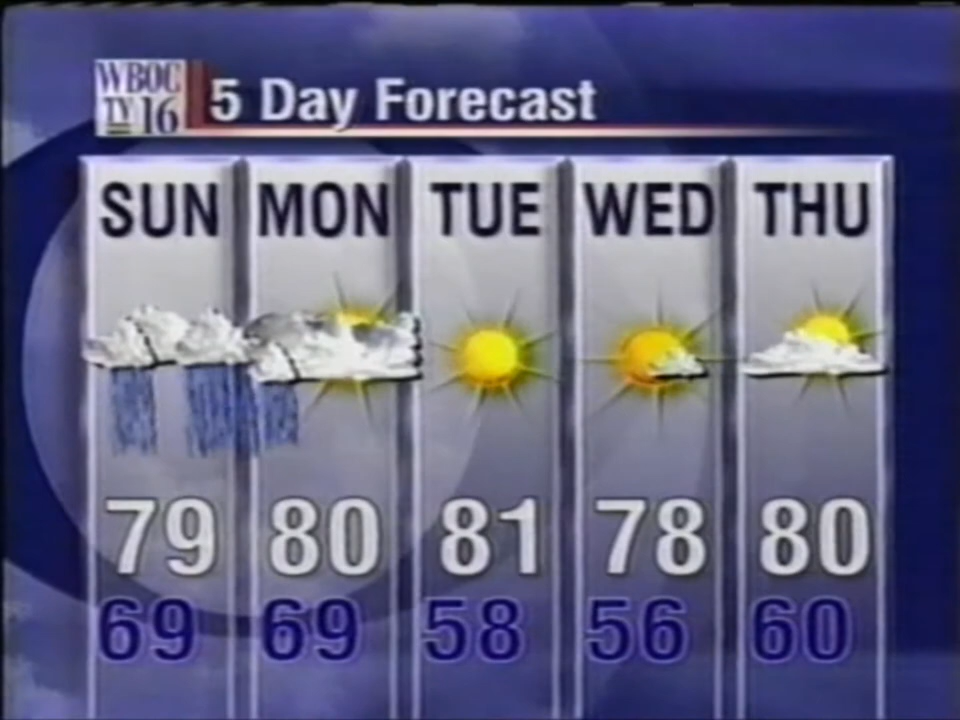 WBOC
TV 16
5 Day Forecast
SUN MON TUE WED THU
79 80 81 78 80
69 69 58 56 60